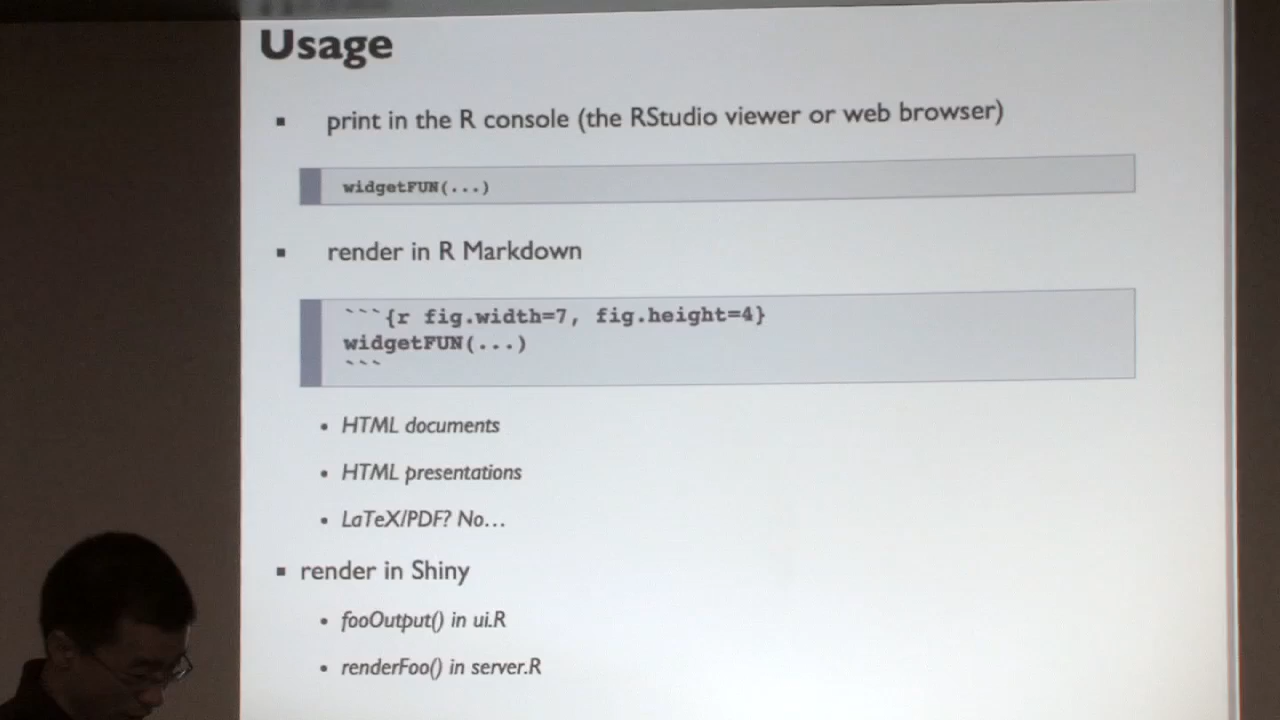 Usage
▪ print in the R console (the RStudio viewer or web browser)
widgetFUN(...)
▪ render in R Markdown
```{r fig.width=7, fig.height=4}
widgetFUN(...)
```
• HTML documents
• HTML presentations
• LaTeX/PDF? No…
▪ render in Shiny
• fooOutput() in ui.R
• renderFoo() in server.R